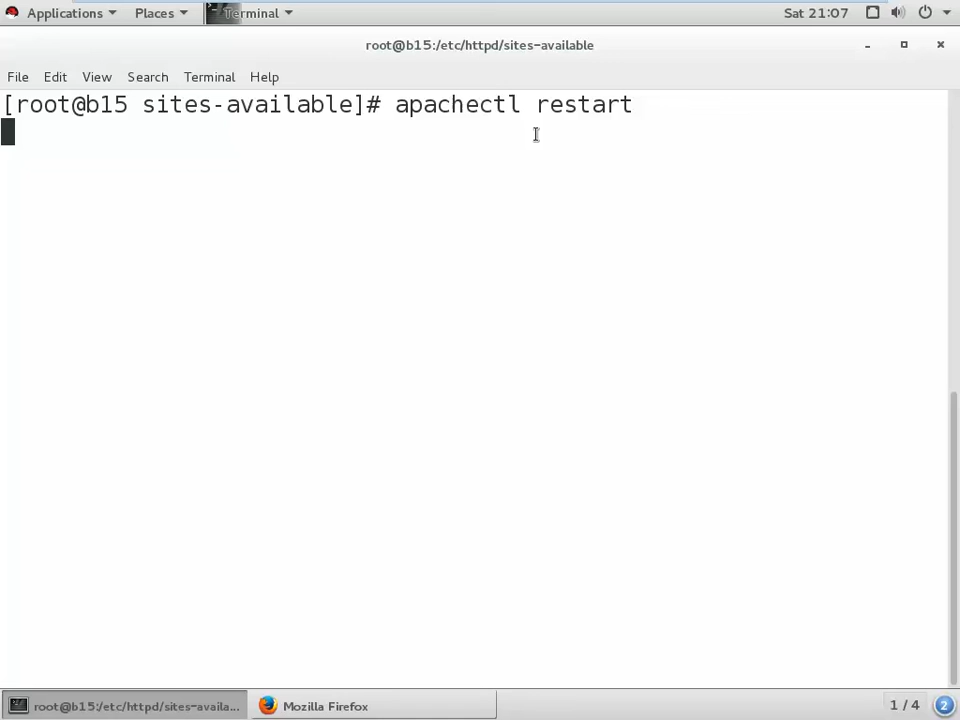 Applications Places Terminal Sat 21:07
root@b15:/etc/httpd/sites-available
File Edit View Search Terminal Help
[root@b15 sites-available]# apachectl restart
root@b15:/etc/httpd/sites-availa... Mozilla Firefox 1 / 4 2